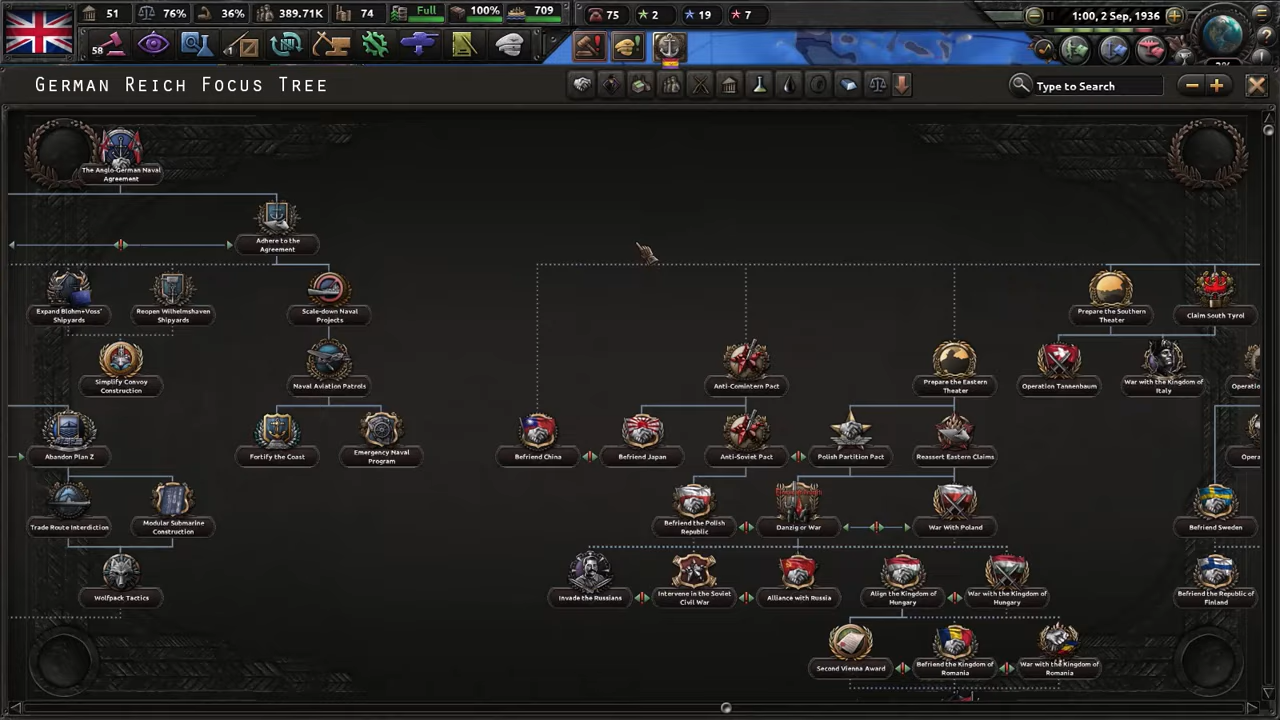 51 76% 36% 389.71K 74 Full 100% 709 75 2 19 7 1:00, 2 Sep, 1936
58
German Reich Focus Tree
Type to Search
The Anglo-German Naval
Agreement
Adhere to the
Agreement
Expand Blohm+Voss'
Shipyards
Reopen Wilhelmshaven
Shipyards
Scale-down Naval
Projects
Prepare the Southern
Theater
Claim South Tyrol
Simplify Convoy
Construction
Naval Aviation Patrols
Anti-Comintern Pact
Prepare the Eastern
Theater
Operation Tannenbaum
War with the Kingdom of
Italy
Operatio
Abandon Plan Z
Fortify the Coast
Emergency Naval
Program
Befriend China
Befriend Japan
Anti-Soviet Pact
Polish Partition Pact
Reassert Eastern Claims
Opera
Trade Route Interdiction
Modular Submarine
Construction
Befriend the Polish
Republic
Danzig or War
War With Poland
Befriend Sweden
Wolfpack Tactics
Invade the Russians
Intervene in the Soviet
Civil War
Alliance with Russia
Align the Kingdom of
Hungary
War with the Kingdom of
Hungary
Befriend the Republic of
Finland
Second Vienna Award
Befriend the Kingdom of
Romania
War with the Kingdom of
Romania